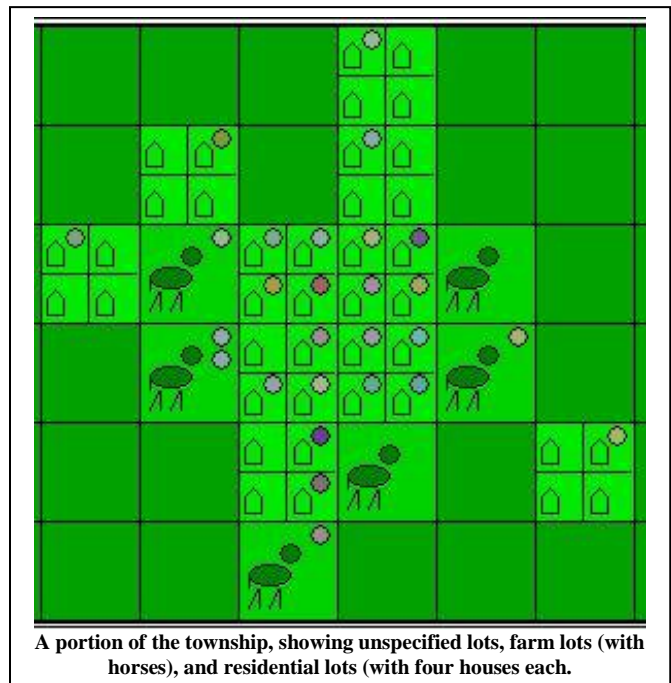 A portion of the township, showing unspecified lots, farm lots (with
horses), and residential lots (with four houses each.